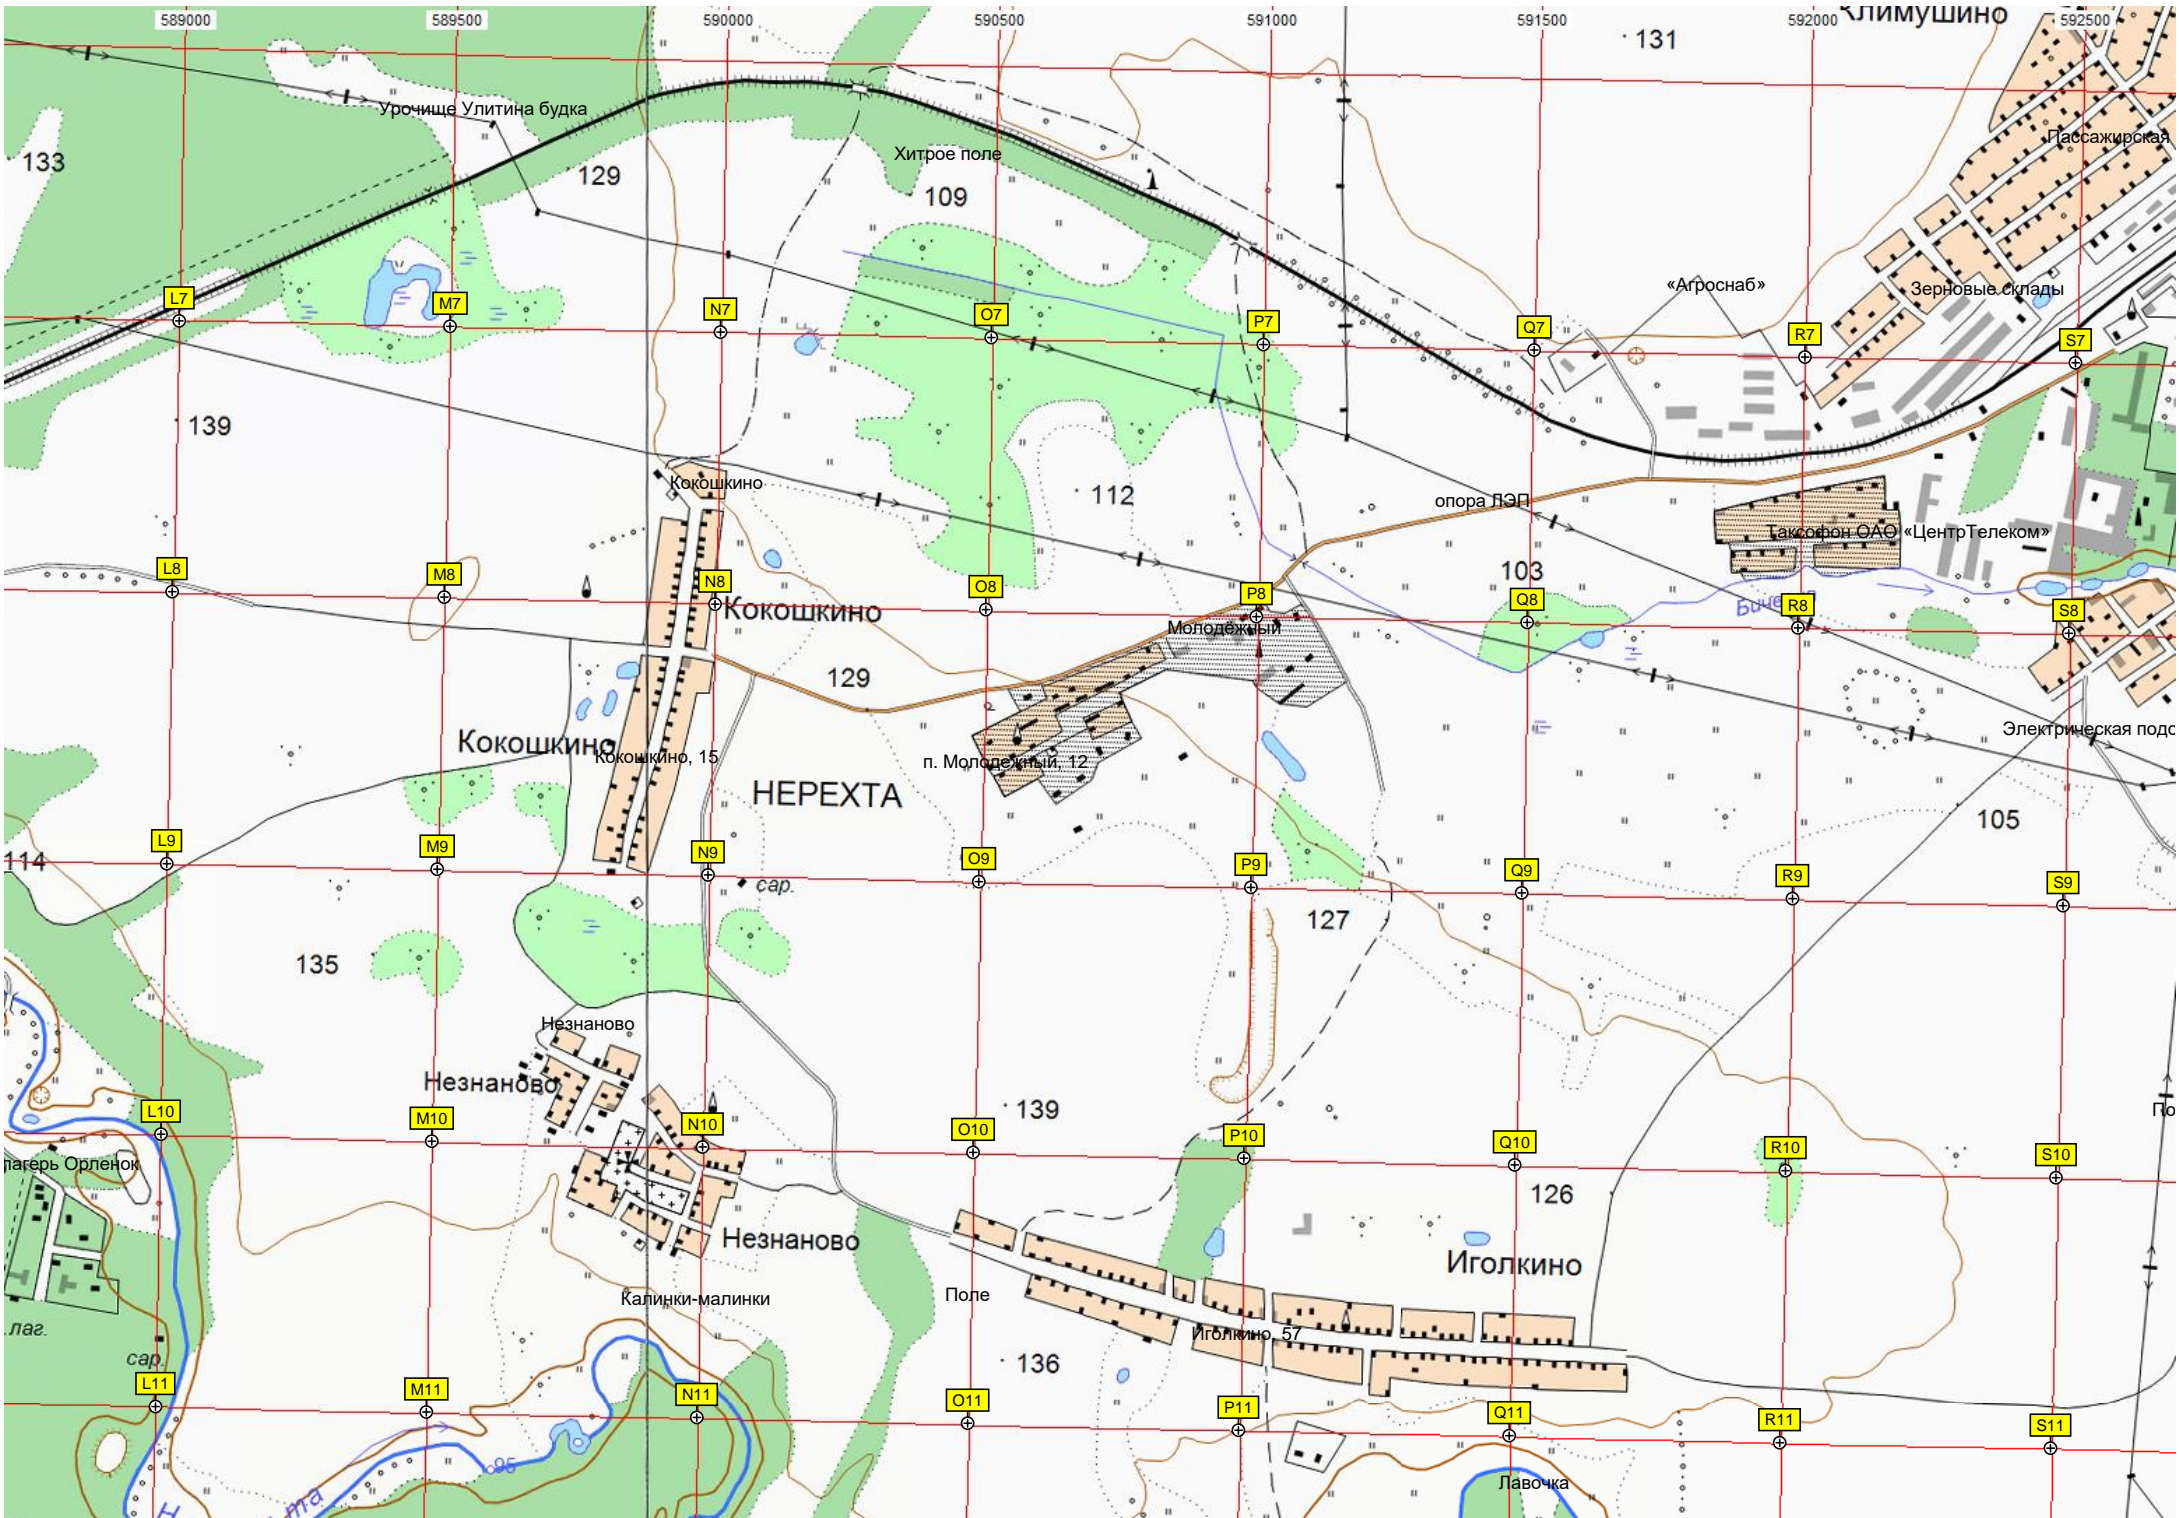 589000 589500 590000 590500 591000 591500 592000 592500
Климушино
131
Урочище Улитина будка
Пассажирская
133
129
Хитрое поле
109
«Агроснаб»
Зерновые склады
L7 M7 N7 O7 P7 Q7 R7 S7
139
Кокошкино
112
опора ЛЭП
Таксофон ОАО «ЦентрТелеком»
103
L8 M8 N8 O8 P8 Q8 R8 S8
Кокошкино
Молодёжный
129
Кокошкино
Кокошкино, 15
п. Молодежный, 12
Электрическая подс
НЕРЕХТА
105
114
L9 M9 N9 O9 P9 Q9 R9 S9
сар.
127
135
Незнаново
Незнаново
139
По
L10 M10 N10 O10 P10 Q10 R10 S10
лагерь Орленок
126
Незнаново
Иголкино
Калинки-малинки
Поле
лаг.
Иголкино, 57
сар.
136
L11 M11 N11 O11 P11 Q11 R11 S11
95
Лавочка
Н
та